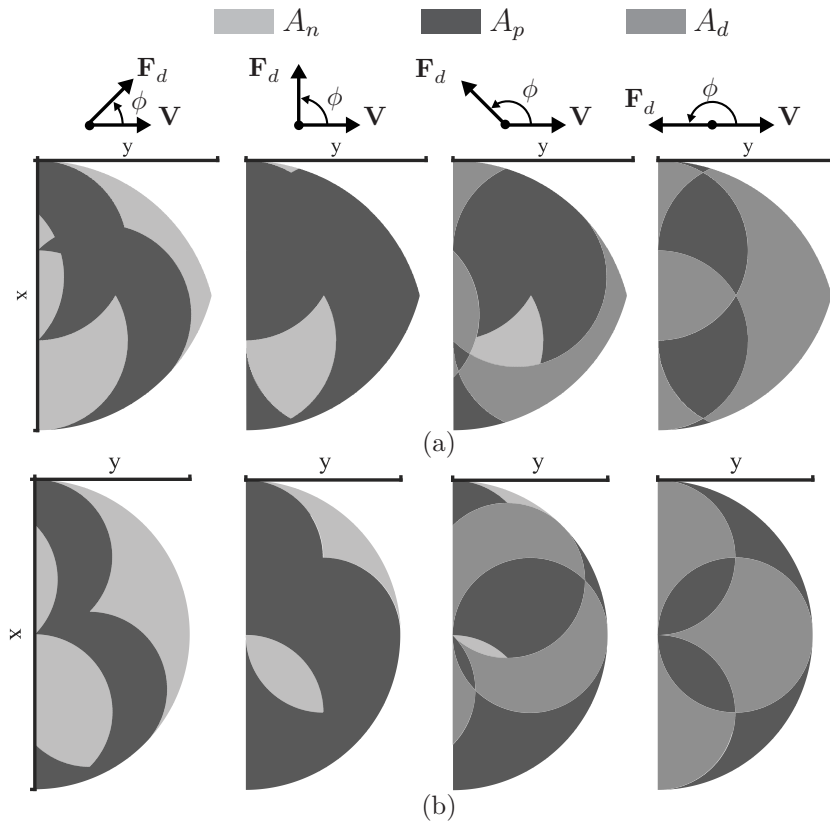 A_n A_p A_d
F_d ϕ V F_d ϕ V F_d ϕ V F_d ϕ V
y y y y
x
(a)
y y y y
x
(b)